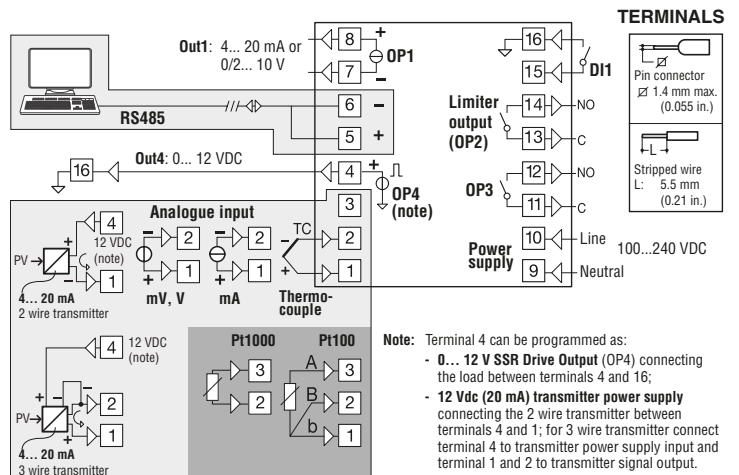 TERMINALS
Out1: 4... 20 mA or
0/2... 10 V
8
+
OP1
7
–
16
15
DI1
Pin connector
⌀ 1.4 mm max.
(0.055 in.)
RS485
6
–
5
+
Limiter
output
(OP2)
14
NO
13
C
L
Stripped wire
L: 5.5 mm
(0.21 in.)
16
Out4: 0... 12 VDC
4
+
OP4
(note)
OP3
12
NO
11
C
3
Analogue input
4
12 VDC
(note)
+
–
PV
1
4... 20 mA
2 wire transmitter
–
2
+
1
mV, V
–
2
+
1
mA
TC
–
2
+
1
Thermo-
couple
Power
supply
10
Line
9
Neutral
100...240 VDC
4
12 VDC
(note)
+
–
–
2
PV
+
1
4... 20 mA
3 wire transmitter
Pt1000
3
2
Pt100
A
3
B
2
b
1
Note: Terminal 4 can be programmed as:
- 0... 12 V SSR Drive Output (OP4) connecting
the load between terminals 4 and 16;
- 12 Vdc (20 mA) transmitter power supply
connecting the 2 wire transmitter between
terminals 4 and 1; for 3 wire transmitter connect
terminal 4 to transmitter power supply input and
terminal 1 and 2 to transmitter signal output.